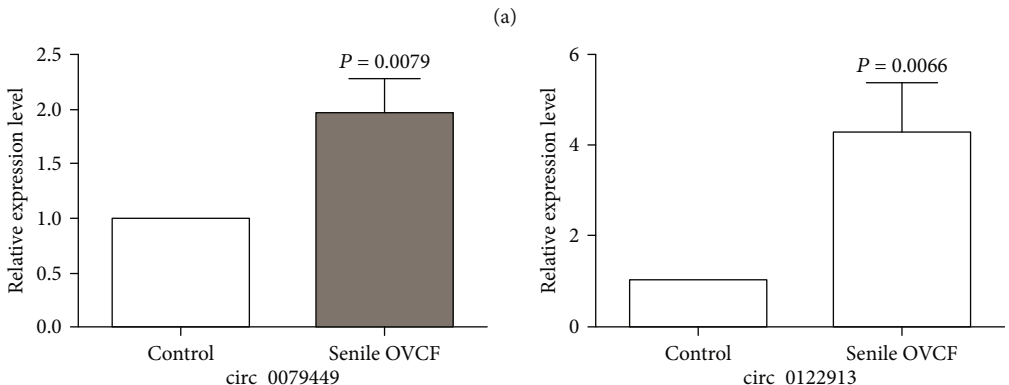 (a)
Relative expression level
2.5
2.0
1.5
1.0
0.5
0.0
P = 0.0079
Control
Senile OVCF
circ_0079449
Relative expression level
6
4
2
0
P = 0.0066
Control
Senile OVCF
circ_0122913